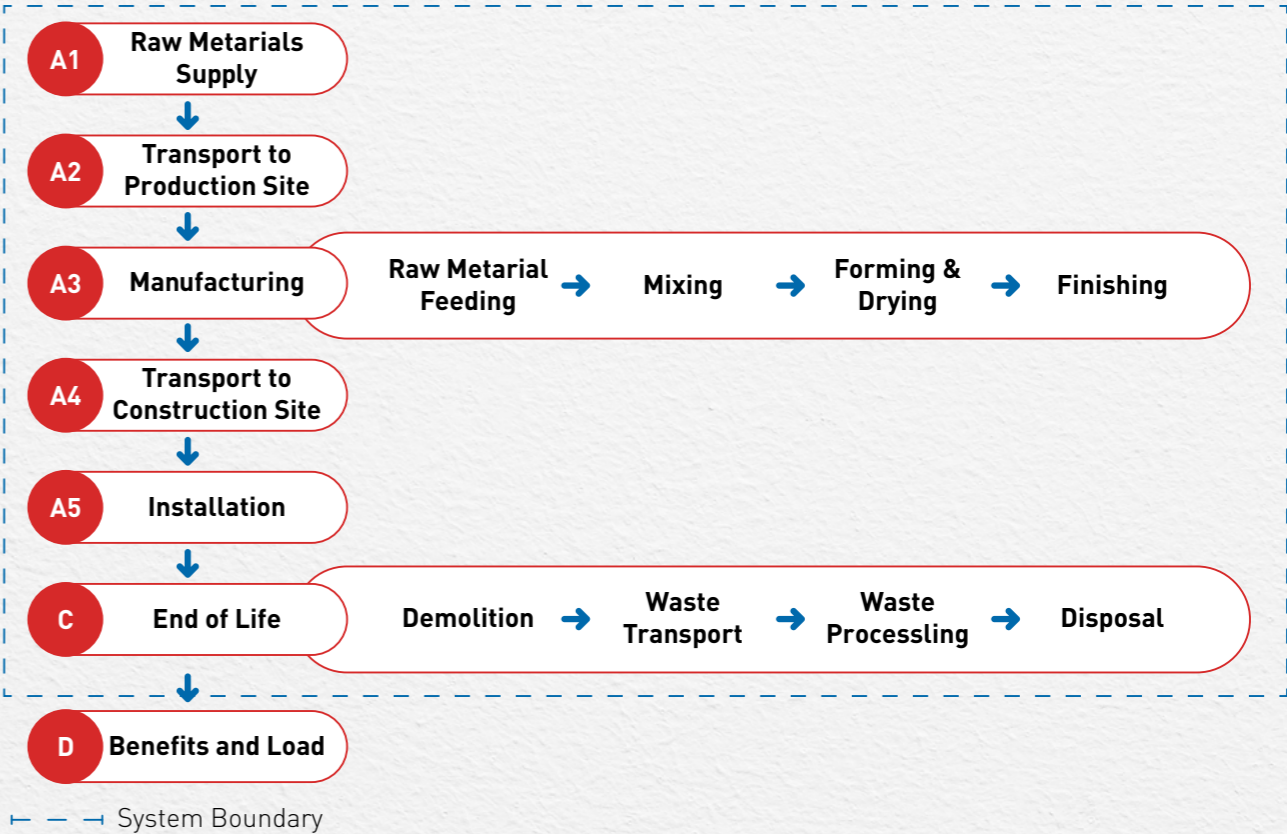 A1
Raw Metarials
Supply
A2
Transport to
Production Site
A3
Manufacturing
Raw Metarial
Feeding
Mixing
Forming &
Drying
Finishing
A4
Transport to
Construction Site
A5
Installation
C
End of Life
Demolition
Waste
Transport
Waste
Processling
Disposal
D
Benefits and Load
System Boundary